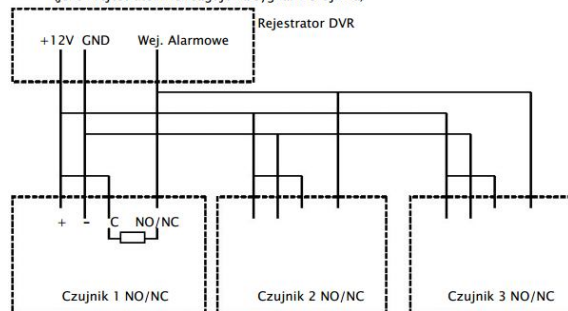 Rejestrator DVR
+12V GND Wej. Alarmowe
+ - C NO/NC
Czujnik 1 NO/NC
Czujnik 2 NO/NC
Czujnik 3 NO/NC